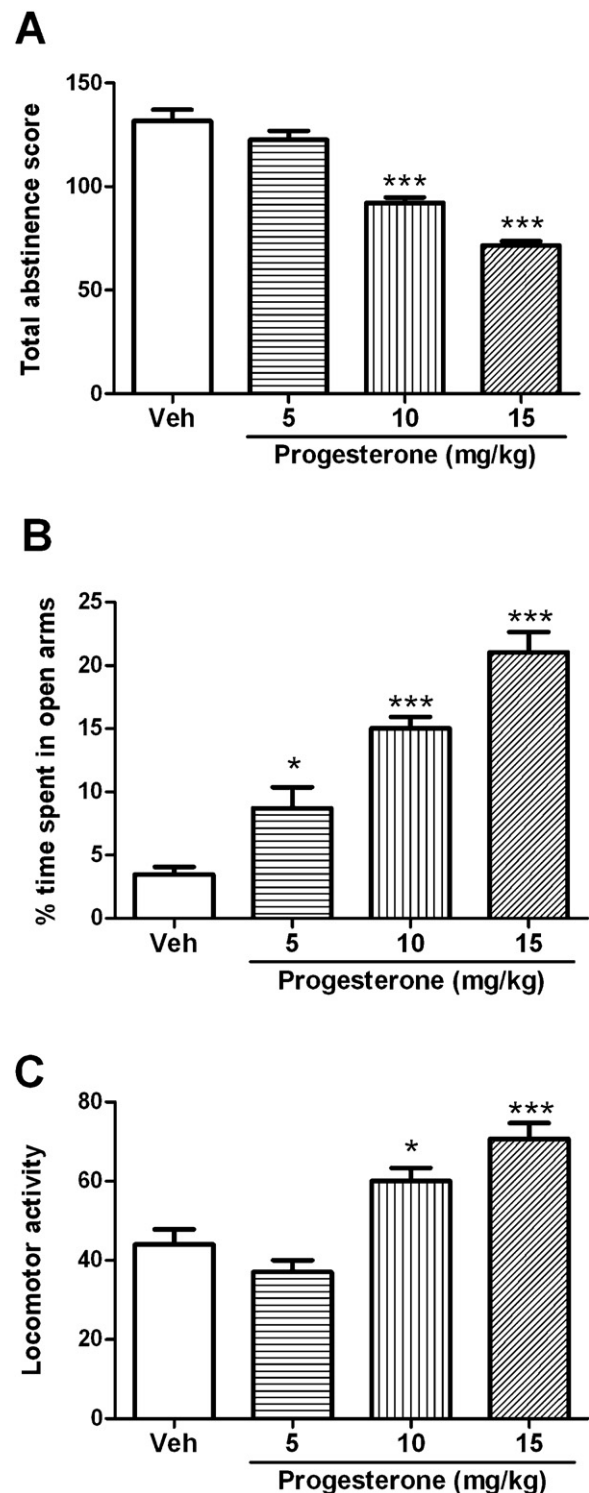 A
Total abstinence score
150
100
50
0
***
***
Veh 5 10 15
Progesterone (mg/kg)
B
% time spent in open arms
25
20
15
10
5
0
*
***
***
Veh 5 10 15
Progesterone (mg/kg)
C
Locomotor activity
80
60
40
20
0
*
***
Veh 5 10 15
Progesterone (mg/kg)